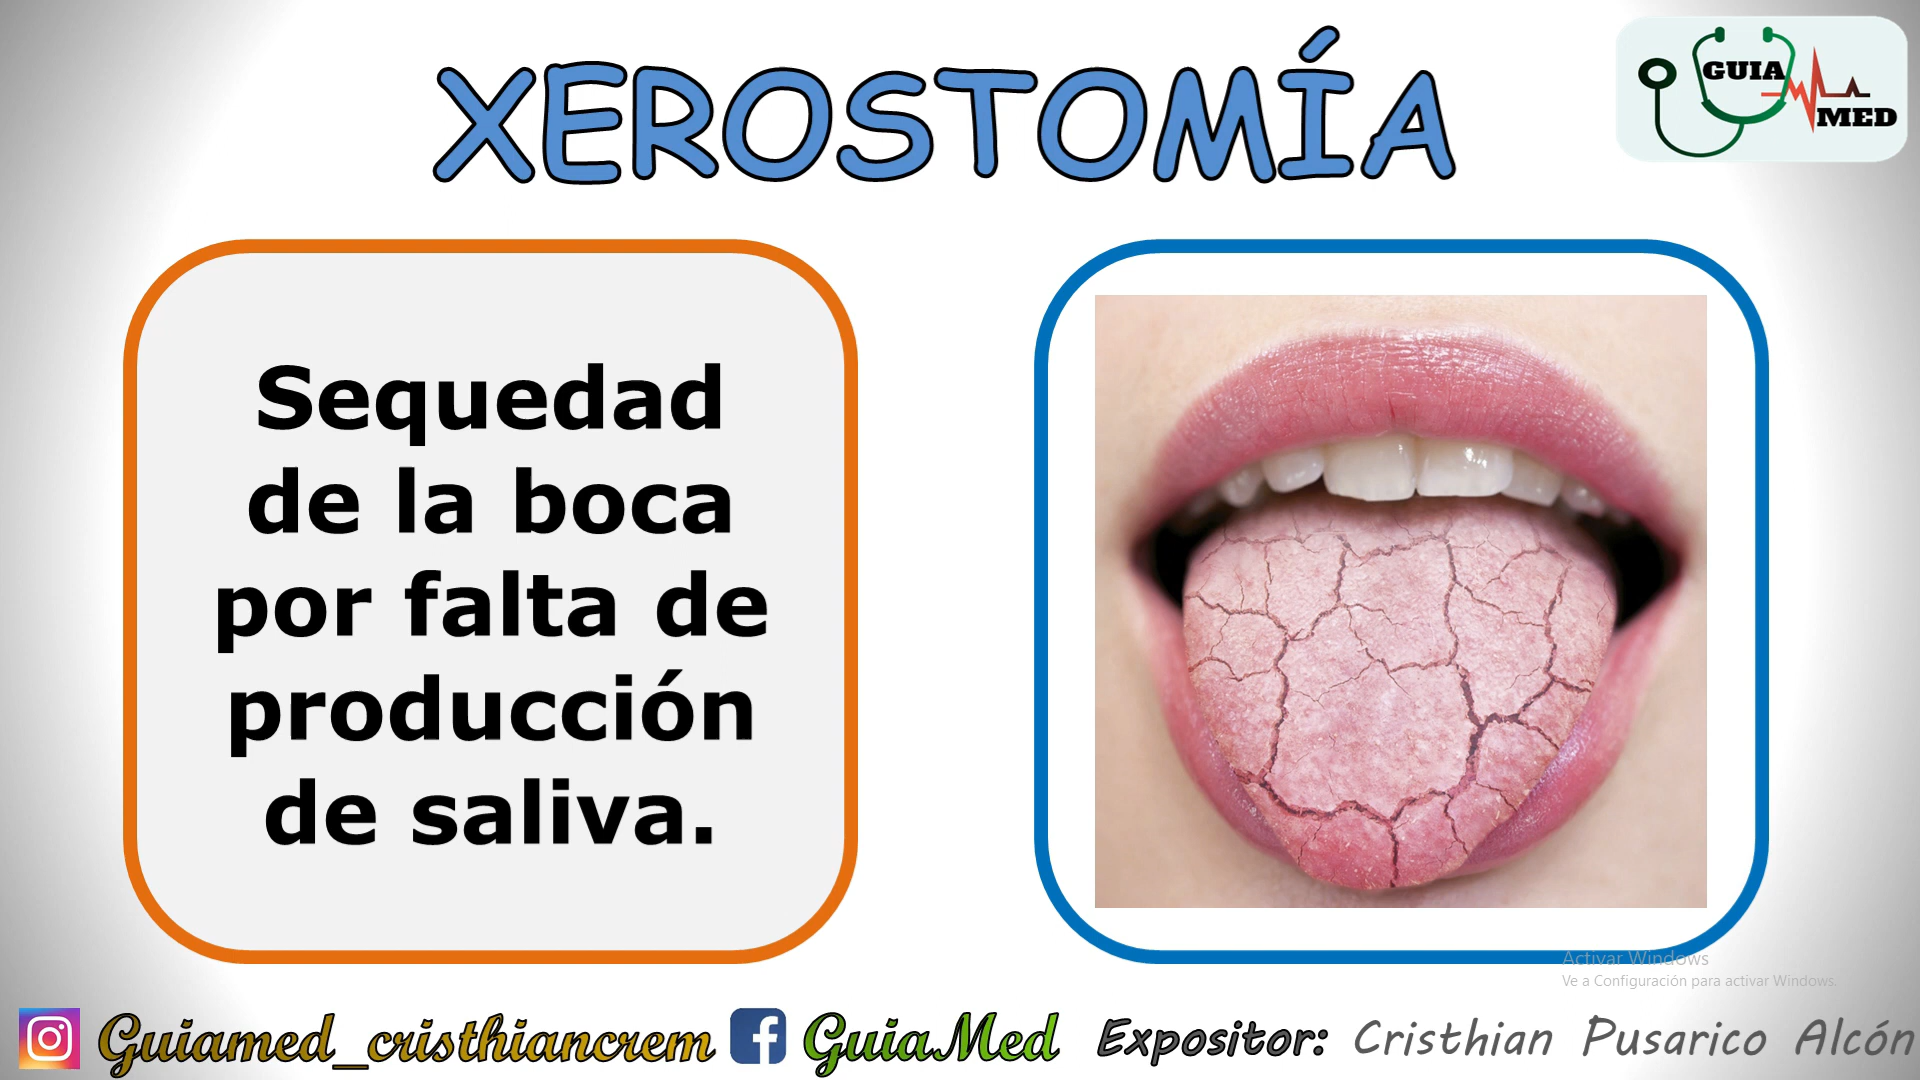 XEROSTOMÍA
GUIA
MED
Sequedad
de la boca
por falta de
producción
de saliva.
Activar Windows
Ve a Configuración para activar Windows.
Guiamed_cristhiancrem GuiaMed Expositor: Cristhian Pusarico Alcón